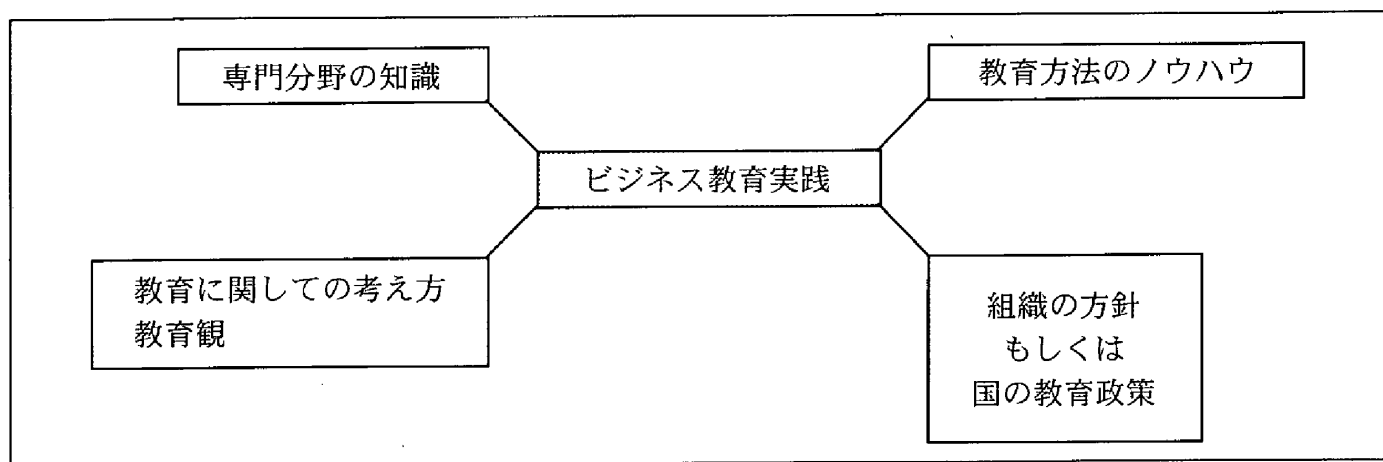 専門分野の知識
教育方法のノウハウ
ビジネス教育実践
教育に関しての考え方
教育観
組織の方針
もしくは
国の教育政策